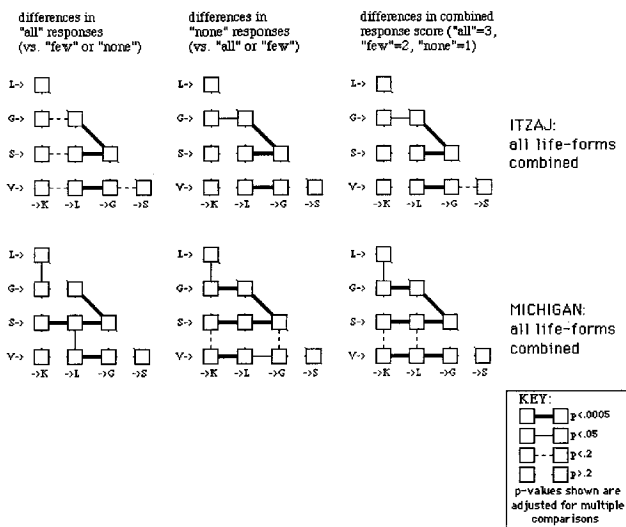 differences in
"all" responses
(vs. "few" or "none")
differences in
"none" responses
(vs. "all" or "few")
differences in combined
response score ("all"=3,
"few"=2, "none"=1)
L->
G->
S->
V->
->K ->L ->G ->S
L->
G->
S->
V->
->K ->L ->G ->S
L->
G->
S->
V->
->K ->L ->G ->S
ITZAJ:
all life-forms
combined
L->
G->
S->
V->
->K ->L ->G ->S
L->
G->
S->
V->
->K ->L ->G ->S
L->
G->
S->
V->
->K ->L ->G ->S
MICHIGAN:
all life-forms
combined
KEY:
p<.0005
p<.05
p<.2
p>.2
p-values shown are
adjusted for multiple
comparisons